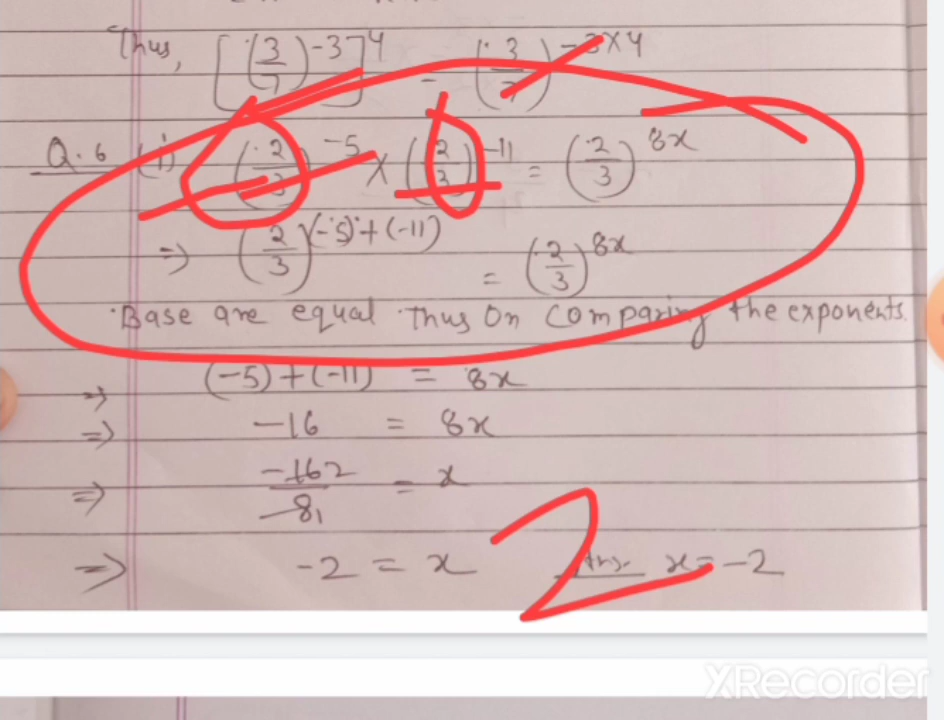 Thus, [(3/7)^-3]^4 = (3/7)^-3×4
Q.6 (i) (2/3)^-5 × (2/3)^-11 = (2/3)^8x
⇒ (2/3)^(-5)+(-11) = (2/3)^8x
Base are equal Thus On Comparing the exponents.
⇒ (-5)+(-11) = 8x
⇒ -16 = 8x
⇒ -16 2/8 1 = x
⇒ -2 = x Ans. x = -2
2
XRecorder